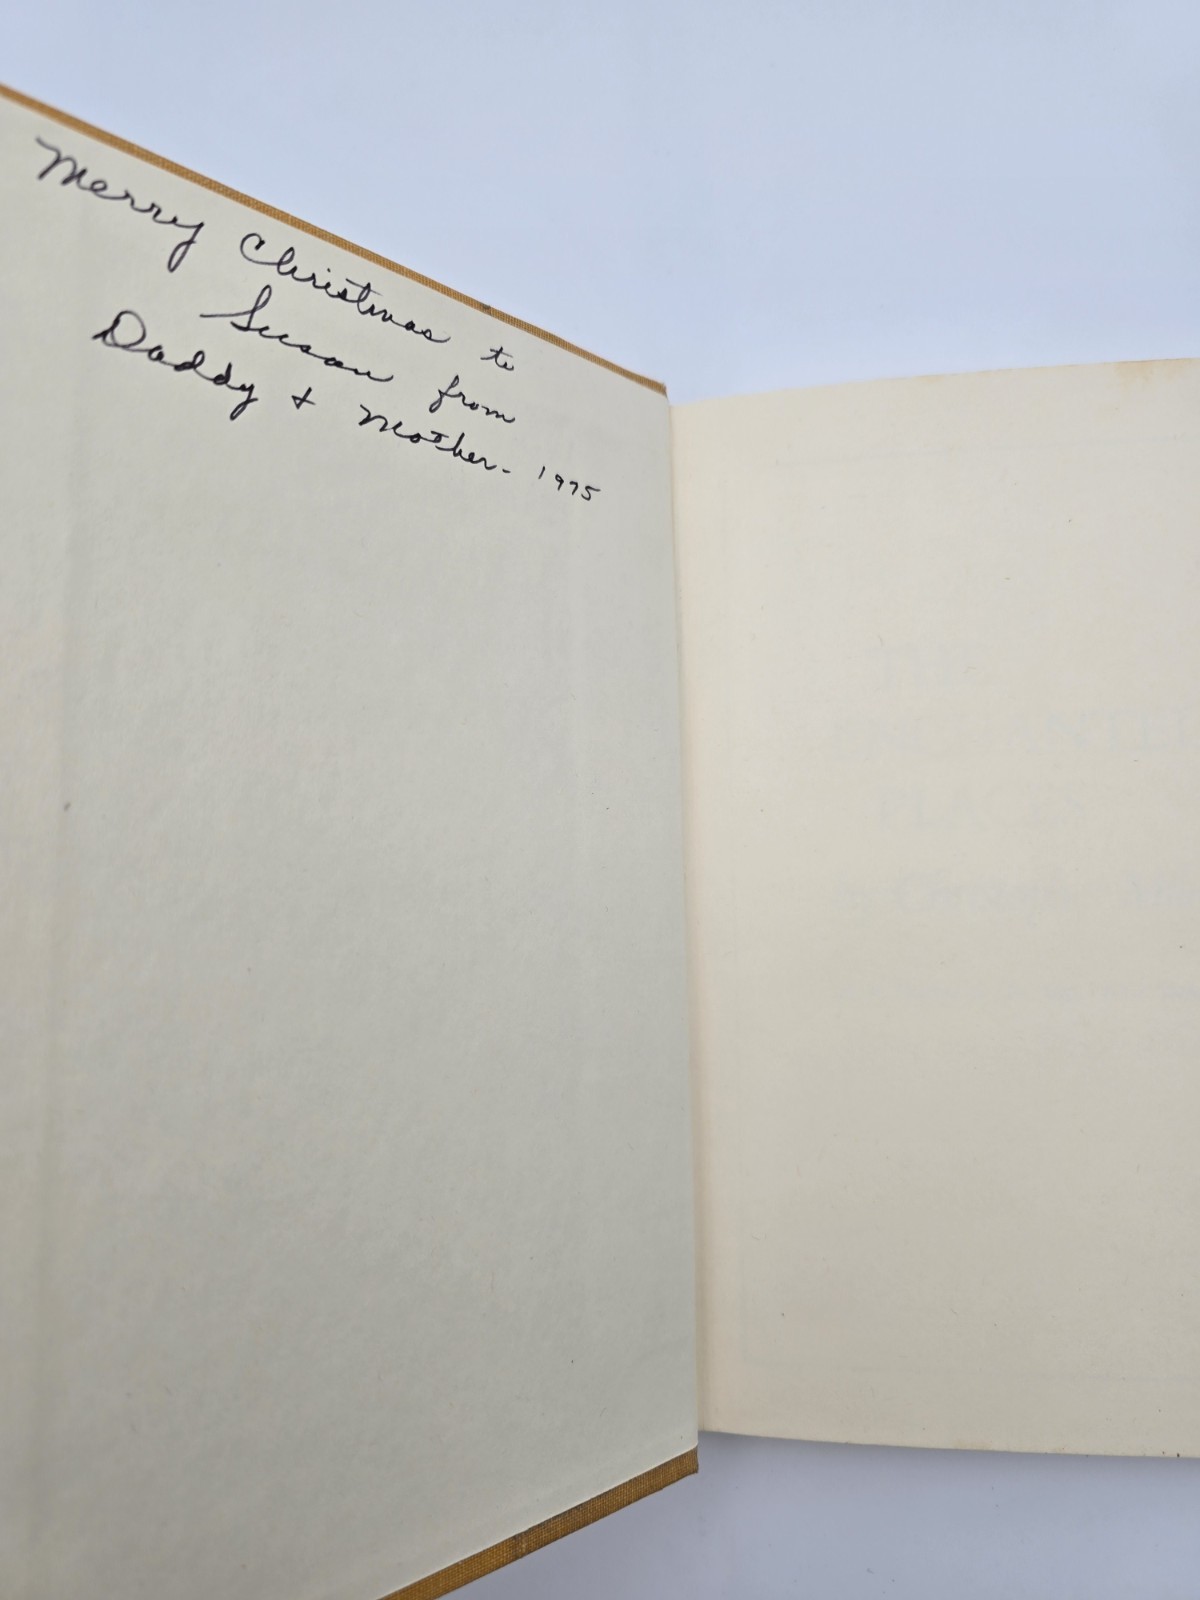 Merry Christmas to
Susan from
Daddy + Mother - 1975